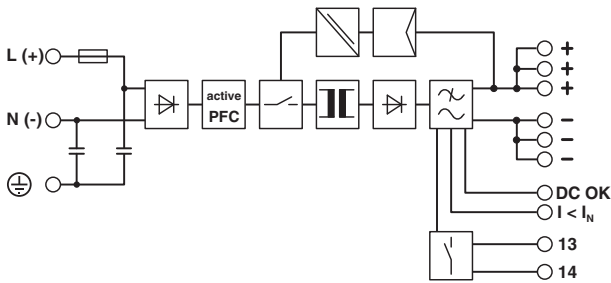 L (+)
+
+
+
active
PFC
N (-)
−
−
−
DC OK
I < I_N
13
14